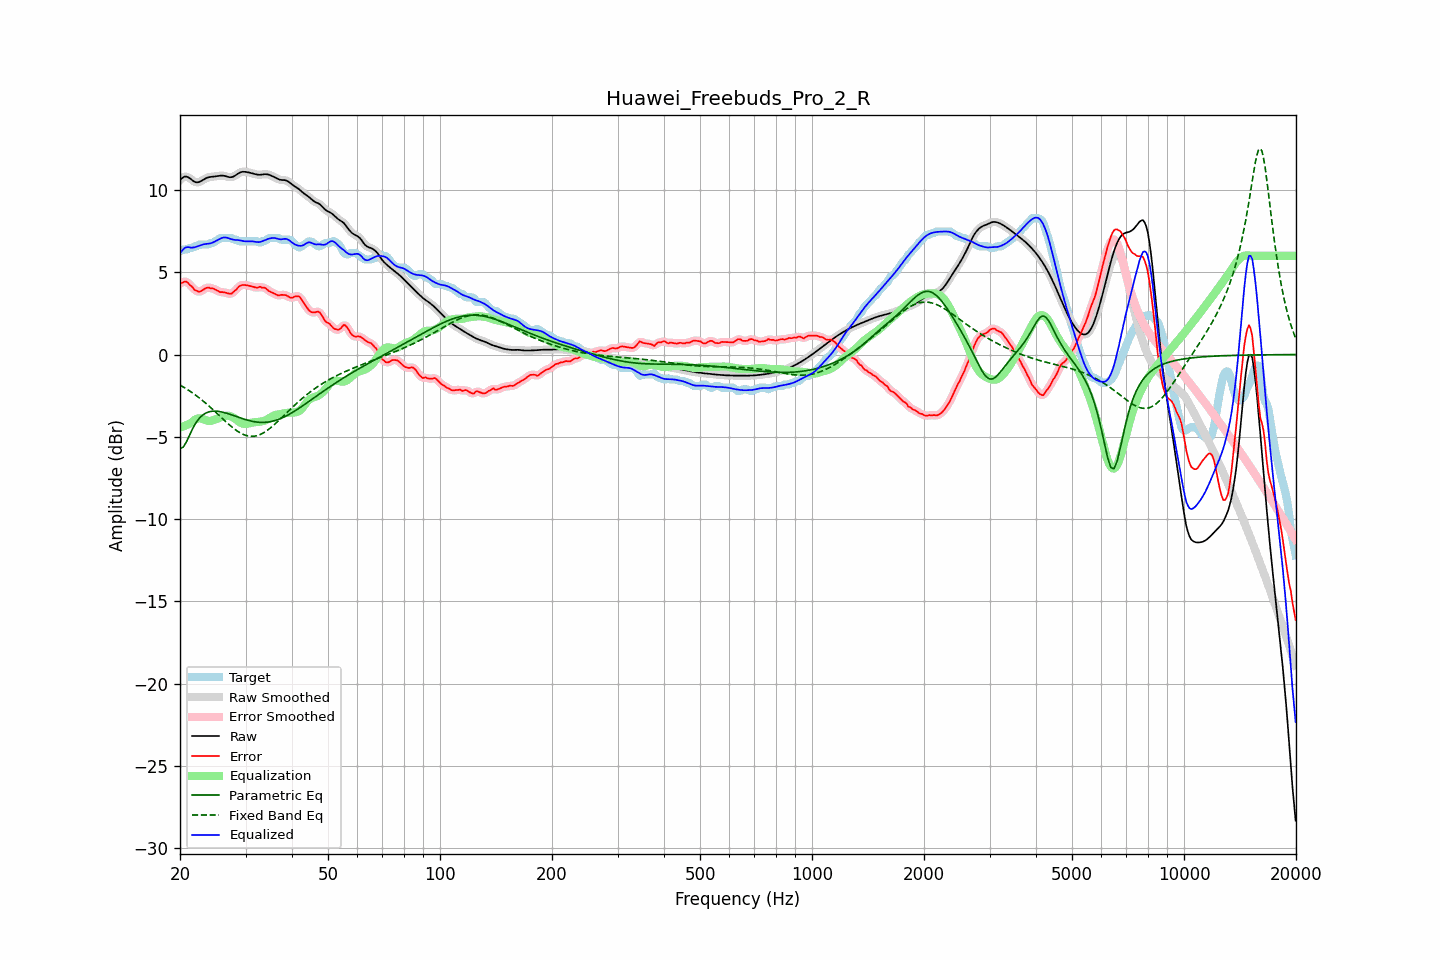 Huawei_Freebuds_Pro_2_R
Amplitude (dBr)
10
5
0
−5
−10
−15
−20
−25
−30
Target
Raw Smoothed
Error Smoothed
Raw
Error
Equalization
Parametric Eq
Fixed Band Eq
Equalized
20 50 100 200 500 1000 2000 5000 10000 20000
Frequency (Hz)